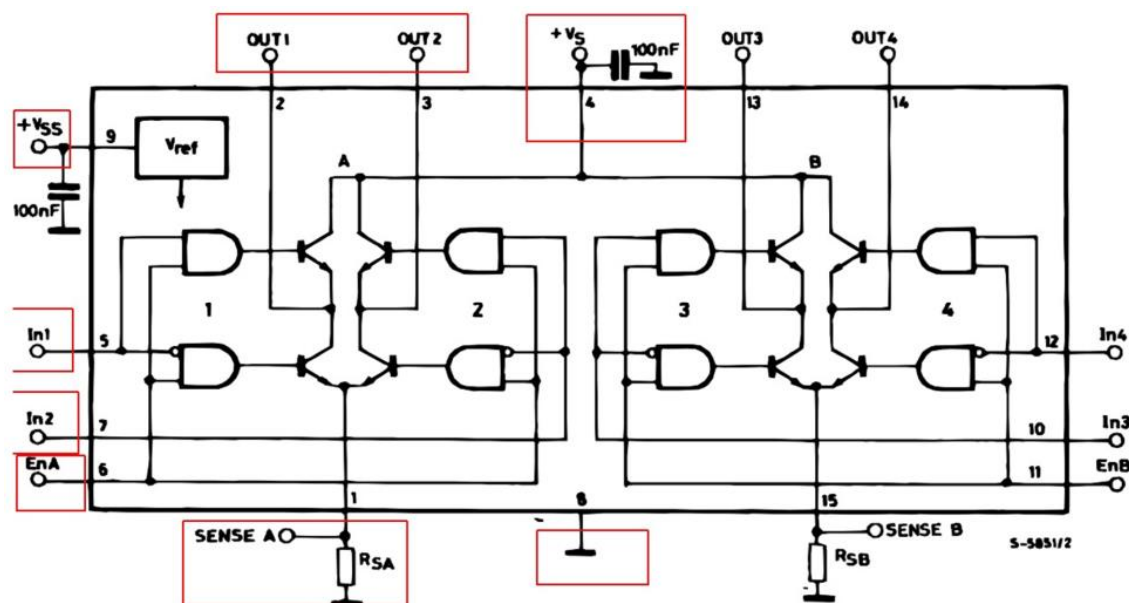 OUT1 OUT2 +VS 100nF OUT3 OUT4
2 3 4 13 14
+VSS 9 Vref
A B
100nF
1 2 3 4
In1 5 12 In4
In2 7 10 In3
EnA 6 11 EnB
1 8 15
SENSE A SENSE B S-5851/2
RSA RSB